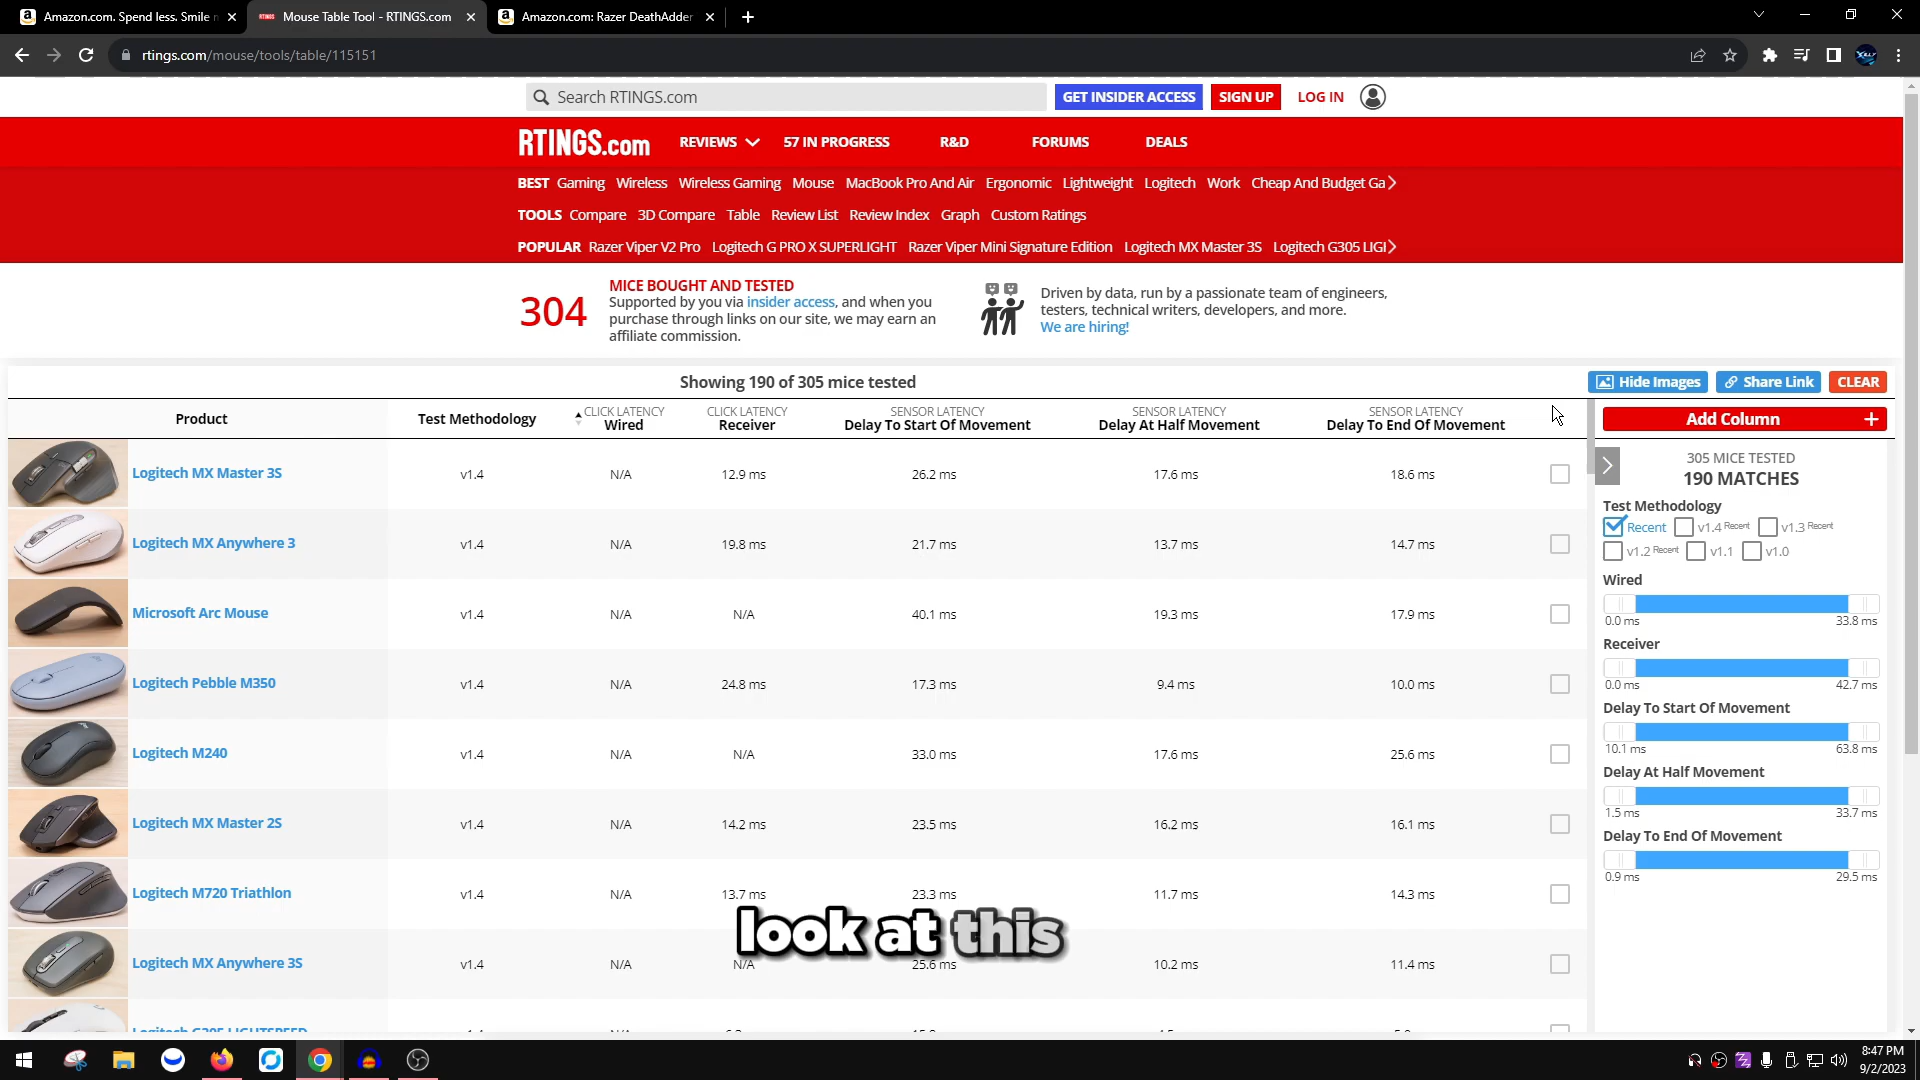 Amazon.com. Spend less. Smile
Mouse Table Tool - RTINGS.com
Amazon.com: Razer DeathAdder
rtings.com/mouse/tools/table/115151
Search RTINGS.com
GET INSIDER ACCESS
SIGN UP
LOG IN
RTINGS.com
REVIEWS
57 IN PROGRESS
R&D
FORUMS
DEALS
BEST Gaming Wireless Wireless Gaming Mouse MacBook Pro And Air Ergonomic Lightweight Logitech Work Cheap And Budget Ga
TOOLS Compare 3D Compare Table Review List Review Index Graph Custom Ratings
POPULAR Razer Viper V2 Pro Logitech G PRO X SUPERLIGHT Razer Viper Mini Signature Edition Logitech MX Master 3S Logitech G305 LIGI
304
MICE BOUGHT AND TESTED
Supported by you via insider access, and when you
purchase through links on our site, we may earn an
affiliate commission.
Driven by data, run by a passionate team of engineers,
testers, technical writers, developers, and more.
We are hiring!
Showing 190 of 305 mice tested
Hide Images
Share Link
CLEAR
Product
Test Methodology
CLICK LATENCY
Wired
CLICK LATENCY
Receiver
SENSOR LATENCY
Delay To Start Of Movement
SENSOR LATENCY
Delay At Half Movement
SENSOR LATENCY
Delay To End Of Movement
Logitech MX Master 3S v1.4 N/A 12.9 ms 26.2 ms 17.6 ms 18.6 ms
Logitech MX Anywhere 3 v1.4 N/A 19.8 ms 21.7 ms 13.7 ms 14.7 ms
Microsoft Arc Mouse v1.4 N/A N/A 40.1 ms 19.3 ms 17.9 ms
Logitech Pebble M350 v1.4 N/A 24.8 ms 17.3 ms 9.4 ms 10.0 ms
Logitech M240 v1.4 N/A N/A 33.0 ms 17.6 ms 25.6 ms
Logitech MX Master 2S v1.4 N/A 14.2 ms 23.5 ms 16.2 ms 16.1 ms
Logitech M720 Triathlon v1.4 N/A 13.7 ms 23.3 ms 11.7 ms 14.3 ms
look at this
Logitech MX Anywhere 3S v1.4 N/A N/A 25.6 ms 10.2 ms 11.4 ms
Logitech G305 LIGHTSPEED
Add Column +
305 MICE TESTED
190 MATCHES
Test Methodology
Recent v1.4 Recent v1.3 Recent
v1.2 Recent v1.1 v1.0
Wired
0.0 ms 33.8 ms
Receiver
0.0 ms 42.7 ms
Delay To Start Of Movement
10.1 ms 63.8 ms
Delay At Half Movement
1.5 ms 33.7 ms
Delay To End Of Movement
0.9 ms 29.5 ms
8:47 PM
9/2/2023